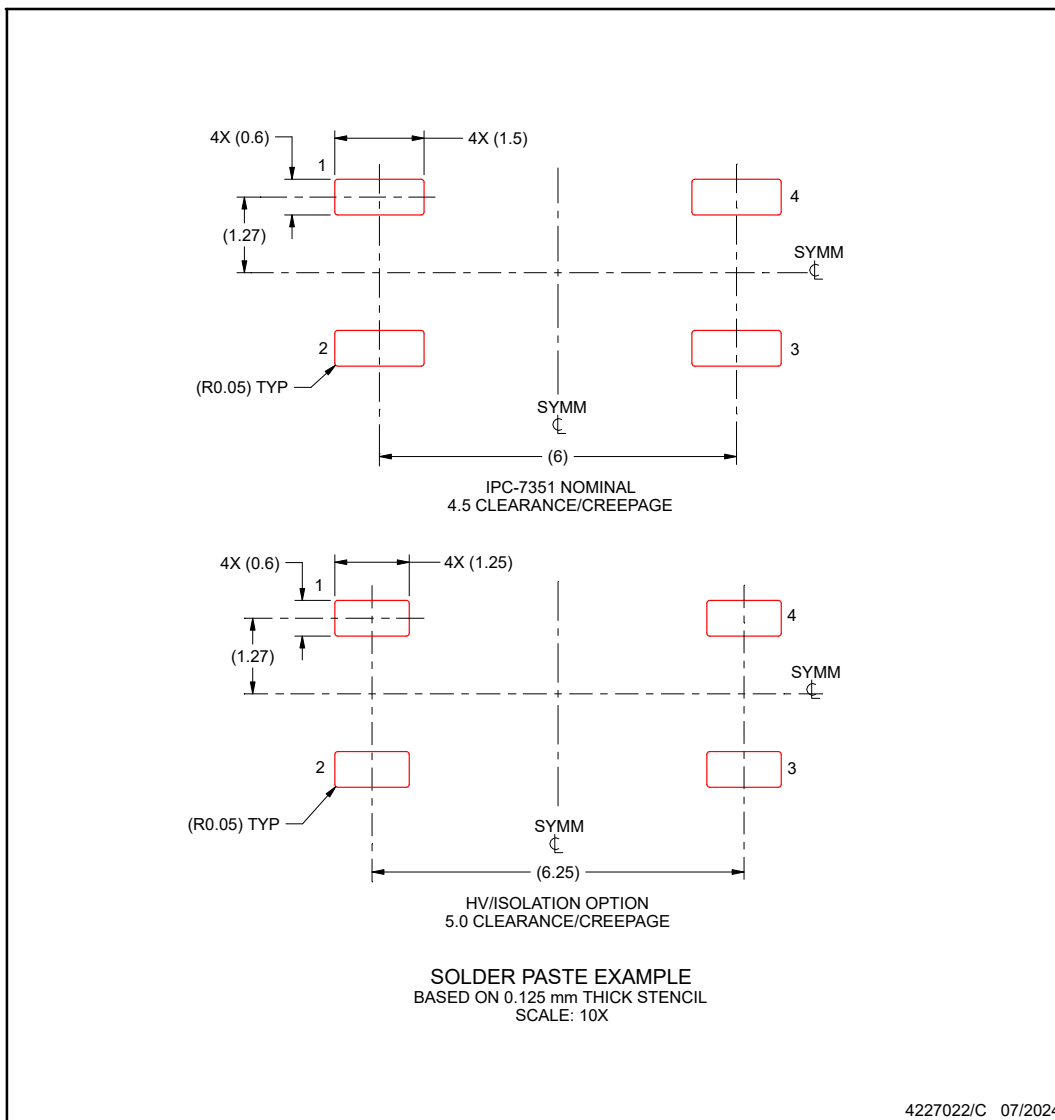 4X (0.6)
4X (1.5)
1
4
(1.27)
SYMM
2
3
(R0.05) TYP
SYMM
(6)
IPC-7351 NOMINAL
4.5 CLEARANCE/CREEPAGE
4X (0.6)
4X (1.25)
1
4
(1.27)
SYMM
2
3
(R0.05) TYP
SYMM
(6.25)
HV/ISOLATION OPTION
5.0 CLEARANCE/CREEPAGE
SOLDER PASTE EXAMPLE
BASED ON 0.125 mm THICK STENCIL
SCALE: 10X
4227022/C 07/2024